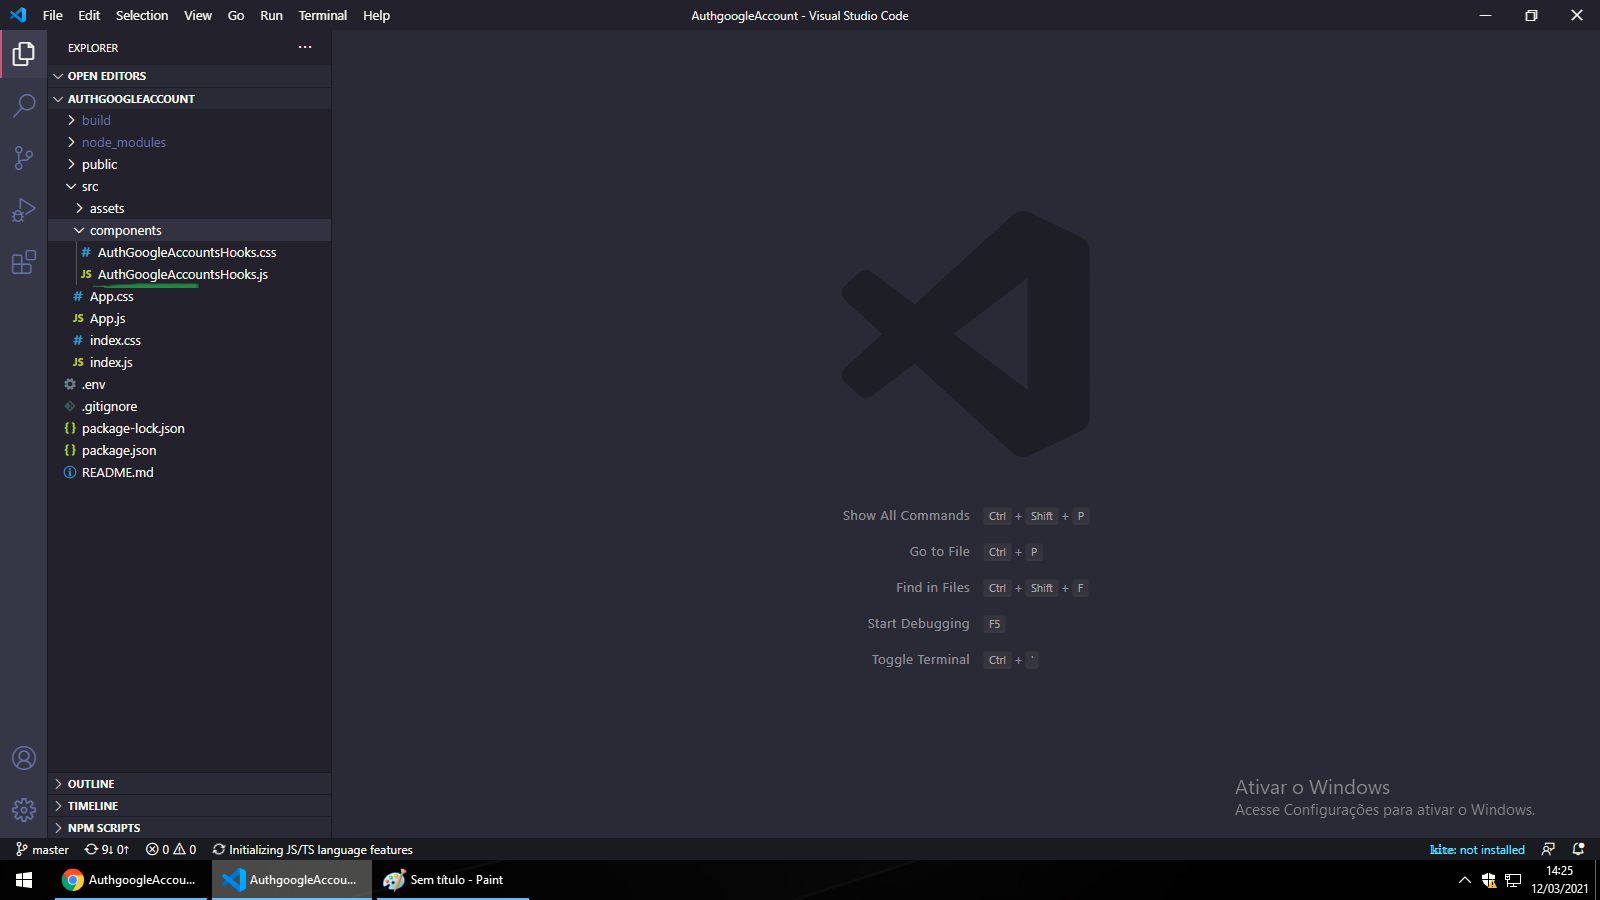 File Edit Selection View Go Run Terminal Help
AuthgoogleAccount - Visual Studio Code
EXPLORER
OPEN EDITORS
AUTHGOOGLEACCOUNT
build
node_modules
public
src
assets
components
# AuthGoogleAccountsHooks.css
JS AuthGoogleAccountsHooks.js
# App.css
JS App.js
# index.css
JS index.js
.env
.gitignore
{} package-lock.json
{} package.json
README.md
Show All Commands Ctrl + Shift + P
Go to File Ctrl + P
Find in Files Ctrl + Shift + F
Start Debugging F5
Toggle Terminal Ctrl + '
OUTLINE
TIMELINE
NPM SCRIPTS
Ativar o Windows
Acesse Configurações para ativar o Windows.
master 9↓ 0↑ 0 0 Initializing JS/TS language features
kite: not installed
AuthgoogleAccou... AuthgoogleAccou... Sem título - Paint
14:25
12/03/2021